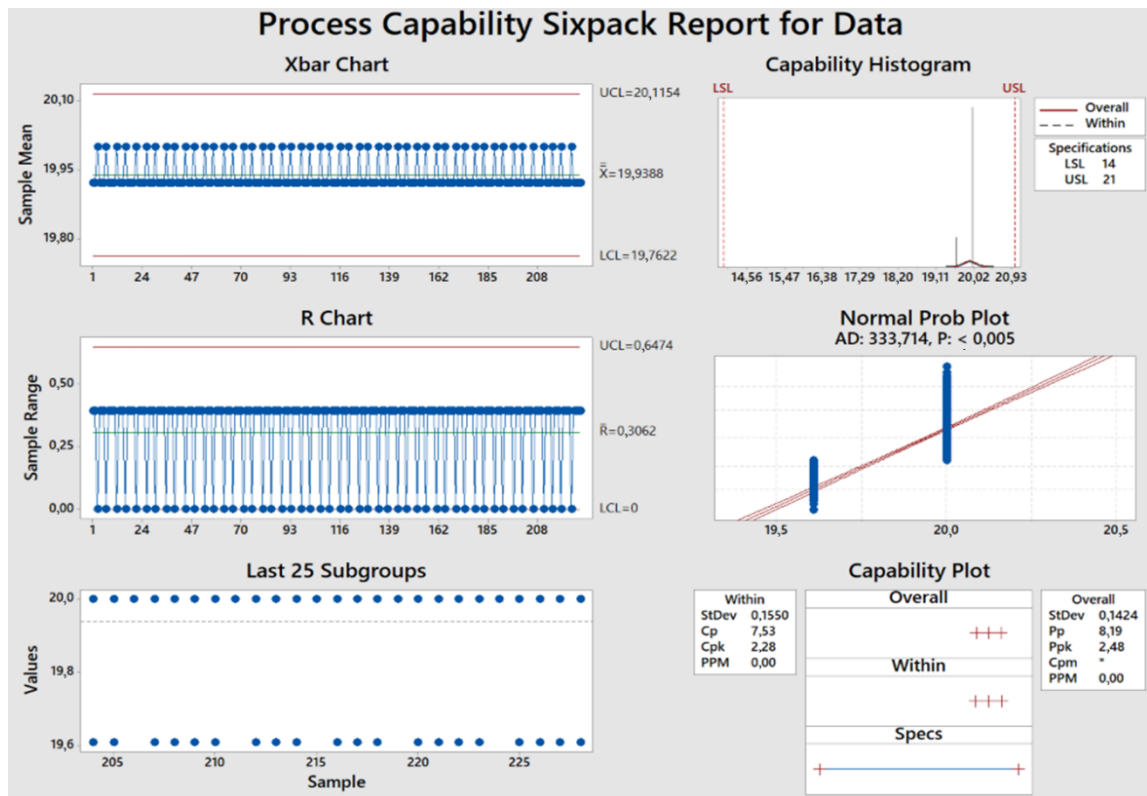 Process Capability Sixpack Report for Data
Xbar Chart
Sample Mean
20,10
19,95
19,80
UCL=20,1154
X̿=19,9388
LCL=19,7622
1 24 47 70 93 116 139 162 185 208
Capability Histogram
LSL USL
14,56 15,47 16,38 17,29 18,20 19,11 20,02 20,93
Overall
Within
Specifications
LSL 14
USL 21
R Chart
Sample Range
0,50
0,25
0,00
UCL=0,6474
R̄=0,3062
LCL=0
1 24 47 70 93 116 139 162 185 208
Normal Prob Plot
AD: 333,714, P: < 0,005
19,5 20,0 20,5
Last 25 Subgroups
Values
20,0
19,8
19,6
205 210 215 220 225
Sample
Capability Plot
Within
StDev 0,1550
Cp 7,53
Cpk 2,28
PPM 0,00
Overall
Within
Specs
Overall
StDev 0,1424
Pp 8,19
Ppk 2,48
Cpm *
PPM 0,00